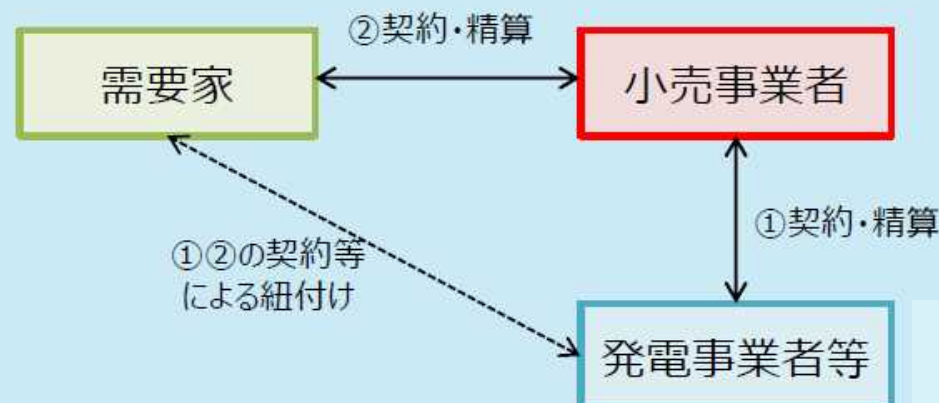 ②契約・精算
需要家
小売事業者
①契約・精算
①②の契約等
による紐付け
発電事業者等